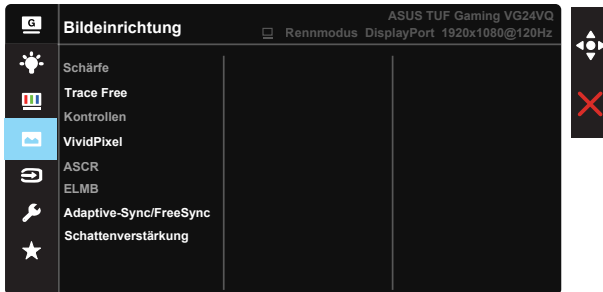 G
Bildeinrichtung
ASUS TUF Gaming VG24VQ
Rennmodus DisplayPort 1920x1080@120Hz
Schärfe
Trace Free
Kontrollen
VividPixel
ASCR
ELMB
Adaptive-Sync/FreeSync
Schattenverstärkung